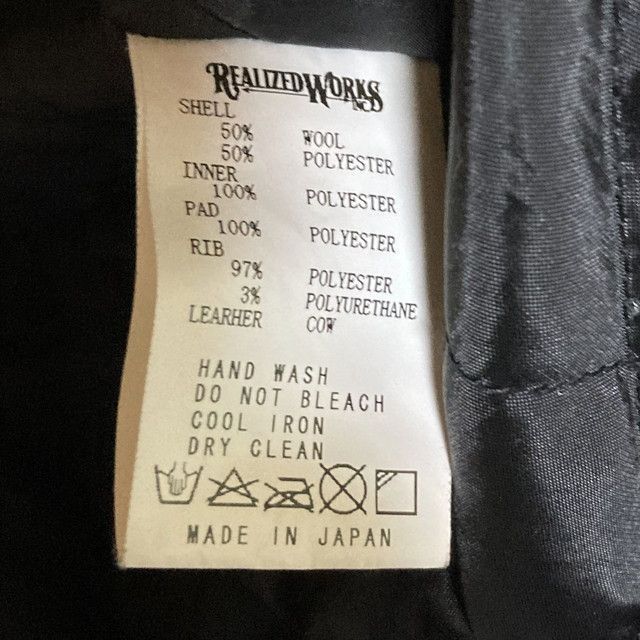 REALIZEDWORKS INC
SHELL
50% WOOL
50% POLYESTER
INNER
100% POLYESTER
PAD
100% POLYESTER
RIB
97% POLYESTER
3% POLYURETHANE
LEARHER COW
HAND WASH
DO NOT BLEACH
COOL IRON
DRY CLEAN
MADE IN JAPAN